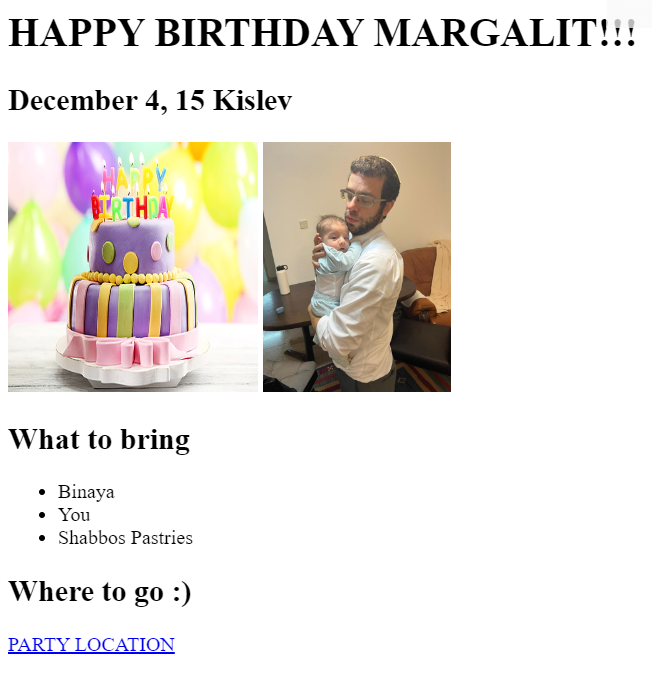 HAPPY BIRTHDAY MARGALIT!!!
December 4, 15 Kislev
HAPPY
BIRTHDAY
What to bring
Binaya
You
Shabbos Pastries
Where to go :)
PARTY LOCATION